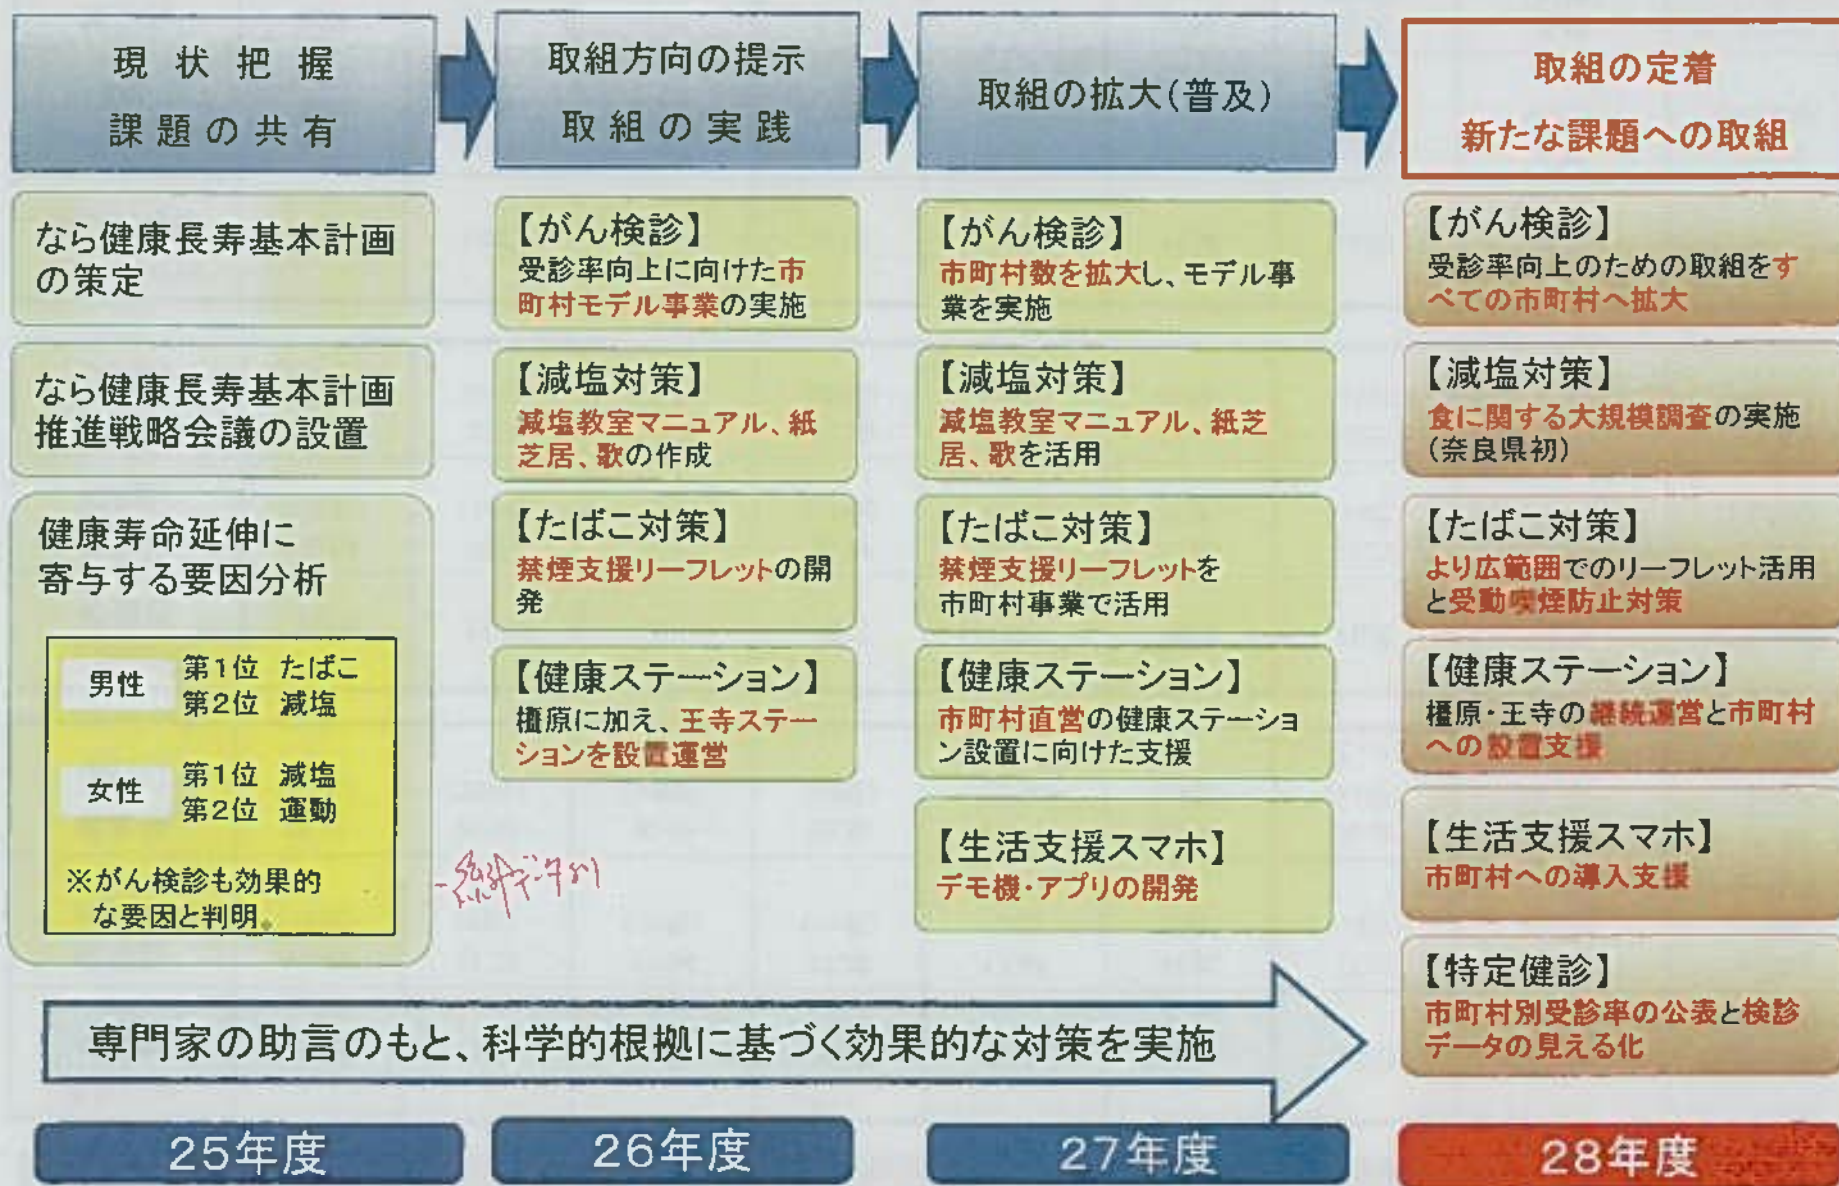 現状把握
課題の共有
なら健康長寿基本計画
の策定
なら健康長寿基本計画
推進戦略会議の設置
健康寿命延伸に
寄与する要因分析
男性
第1位 たばこ
第2位 減塩
女性
第1位 減塩
第2位 運動
※がん検診も効果的
な要因と判明。
取組方向の提示
取組の実践
【がん検診】
受診率向上に向けた市
町村モデル事業の実施
【減塩対策】
減塩教室マニュアル、紙
芝居、歌の作成
【たばこ対策】
禁煙支援リーフレットの開
発
【健康ステーション】
橿原に加え、王寺ステー
ションを設置運営
取組の拡大(普及)
【がん検診】
市町村数を拡大し、モデル事
業を実施
【減塩対策】
減塩教室マニュアル、紙芝
居、歌を活用
【たばこ対策】
禁煙支援リーフレットを
市町村事業で活用
【健康ステーション】
市町村直営の健康ステーショ
ン設置に向けた支援
【生活支援スマホ】
デモ機・アプリの開発
取組の定着
新たな課題への取組
【がん検診】
受診率向上のための取組をす
べての市町村へ拡大
【減塩対策】
食に関する大規模調査の実施
(奈良県初)
【たばこ対策】
より広範囲でのリーフレット活用
と受動喫煙防止対策
【健康ステーション】
橿原・王寺の継続運営と市町村
への設置支援
【生活支援スマホ】
市町村への導入支援
【特定健診】
市町村別受診率の公表と検診
データの見える化
専門家の助言のもと、科学的根拠に基づく効果的な対策を実施
25年度
26年度
27年度
28年度